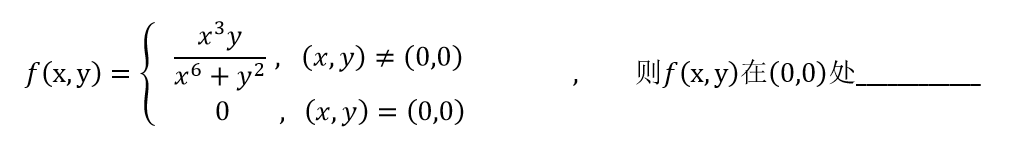 f(x,y) = { x³y / (x⁶ + y²) , (x, y) ≠ (0,0)
0 , (x, y) = (0,0)
, 则f(x,y)在(0,0)处___________